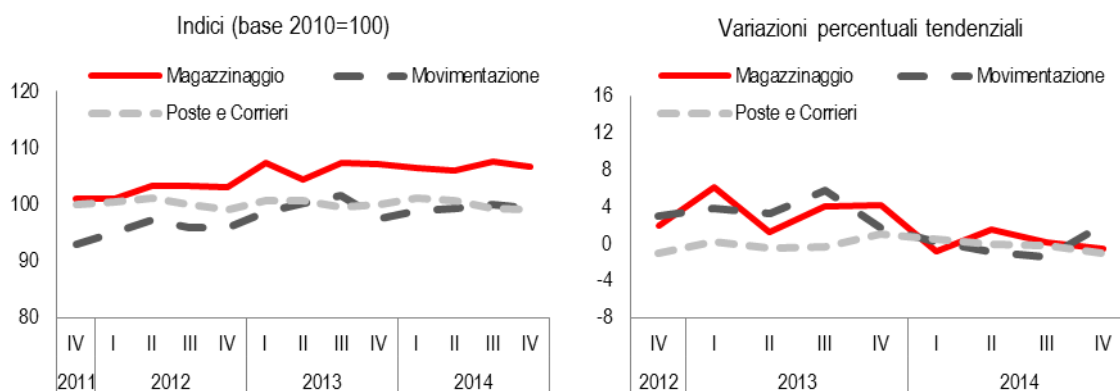 Indici (base 2010=100)
Magazzinaggio Movimentazione
Poste e Corrieri
120
110
100
90
80
IV I II III IV I II III IV I II III IV
2011 2012 2013 2014
Variazioni percentuali tendenziali
Magazzinaggio Movimentazione
Poste e Corrieri
16
12
8
4
0
-4
-8
IV I II III IV I II III IV
2012 2013 2014